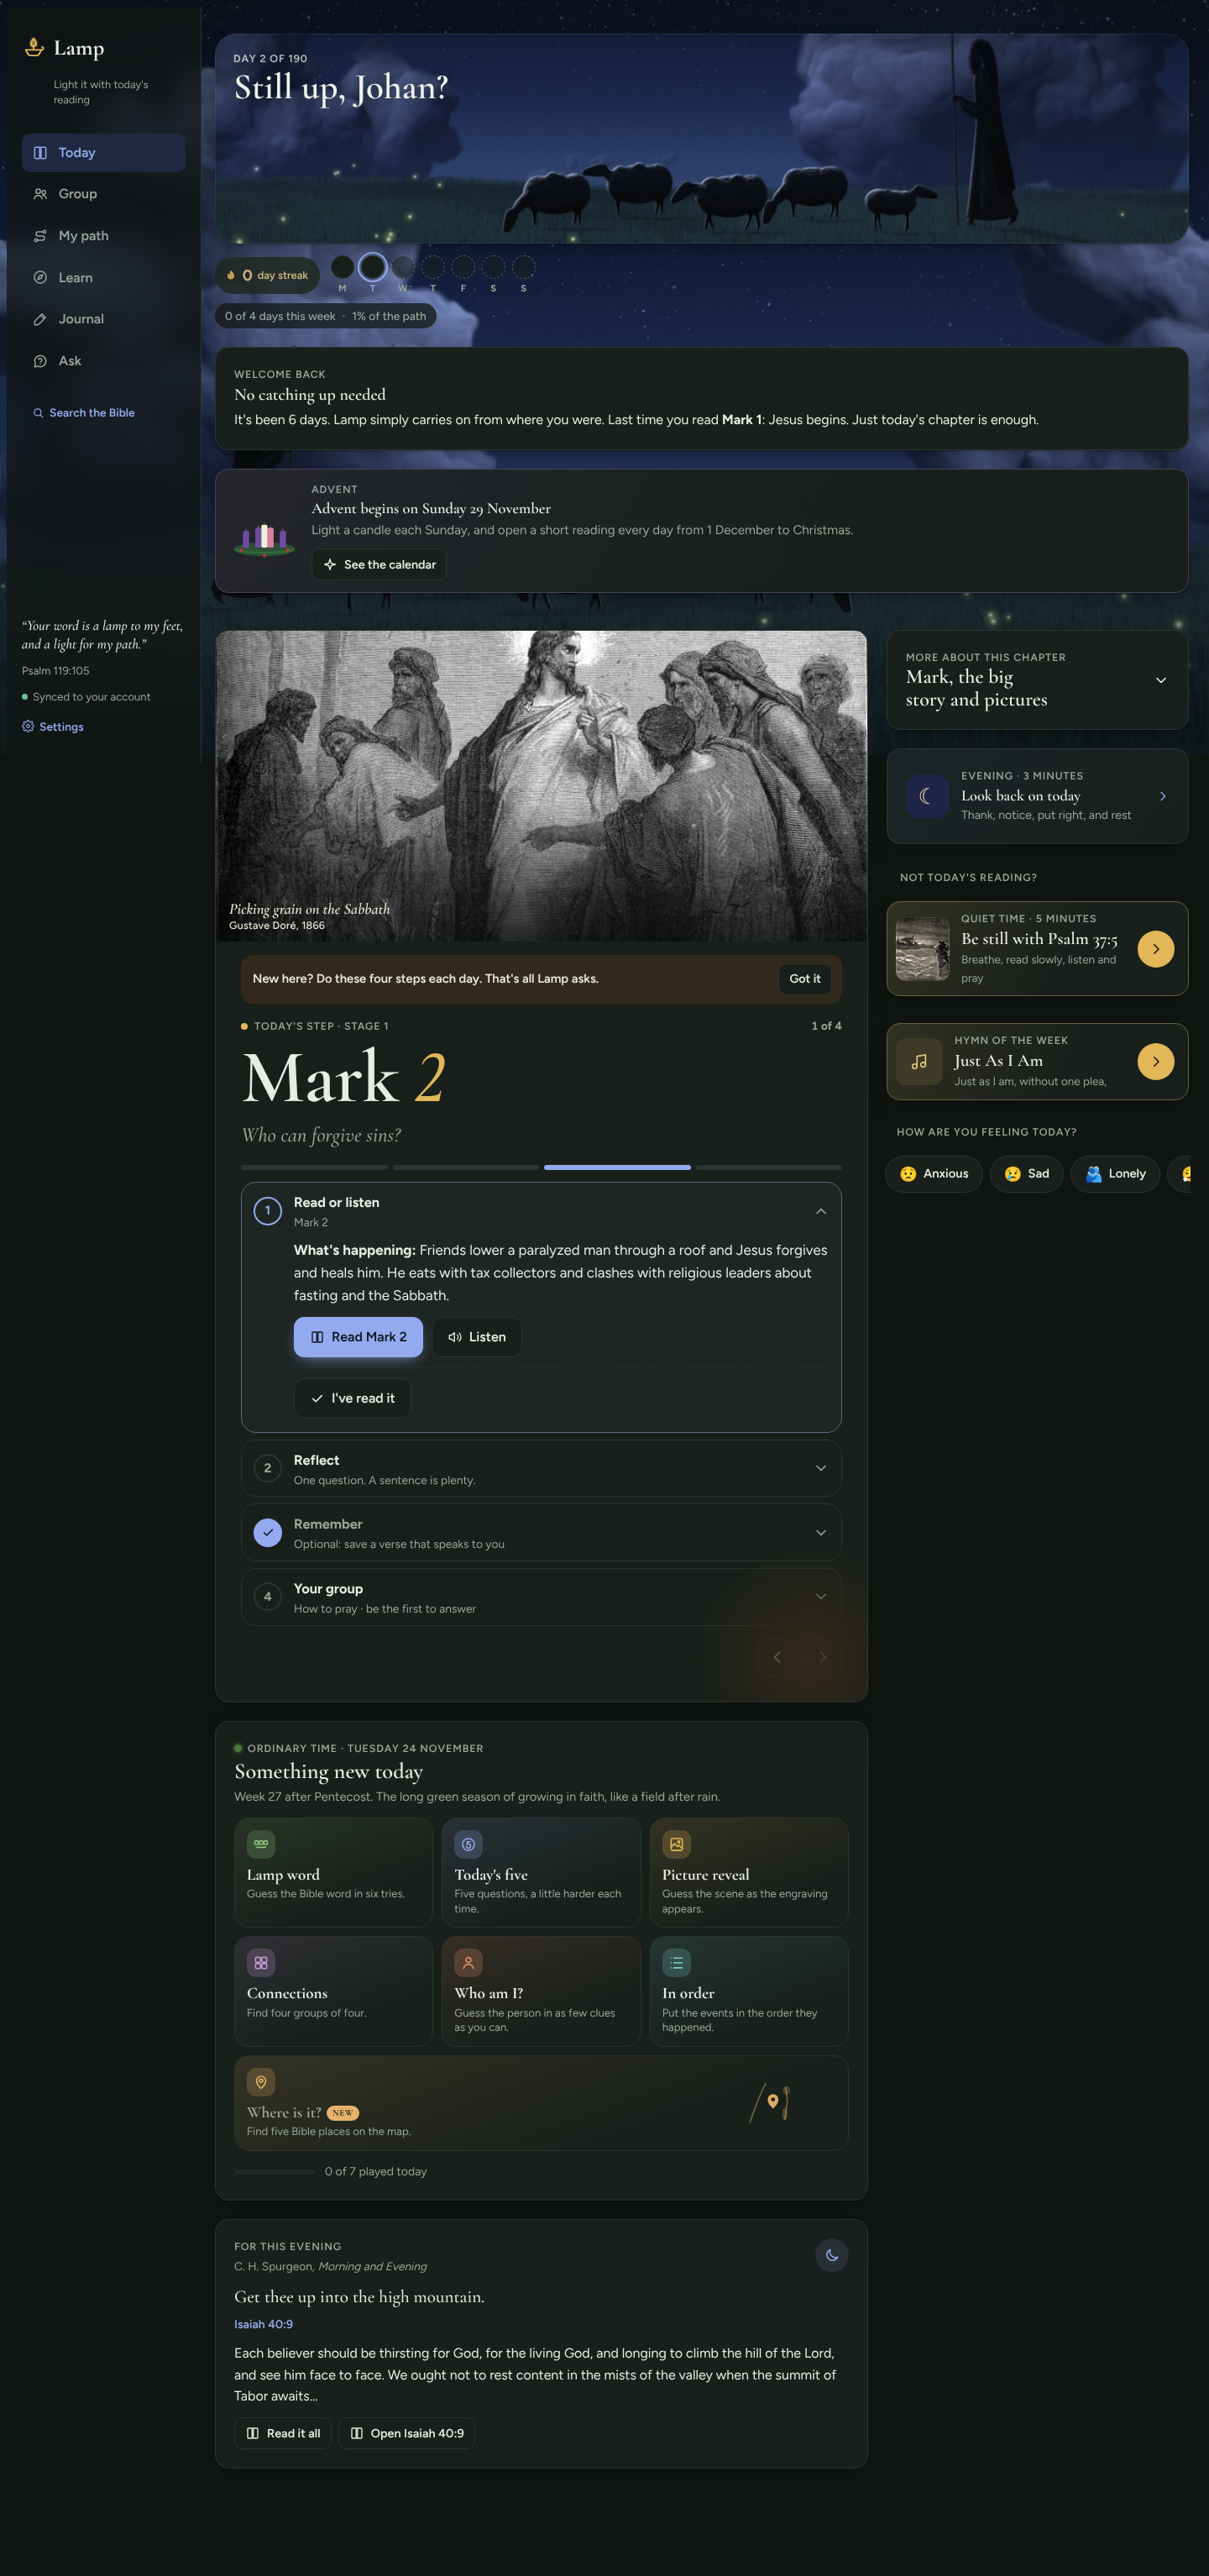 Lamp
Light it with today's
reading
Today
Group
My path
Learn
Journal
Ask
Search the Bible
“Your word is a lamp to my feet,
and a light for my path.”
Psalm 119:105
Synced to your account
Settings
DAY 2 OF 190
Still up, Johan?
0 day streak
M T W T F S S
0 of 4 days this week · 1% of the path
WELCOME BACK
No catching up needed
It's been 6 days. Lamp simply carries on from where you were. Last time you read Mark 1: Jesus begins. Just today's chapter is enough.
ADVENT
Advent begins on Sunday 29 November
Light a candle each Sunday, and open a short reading every day from 1 December to Christmas.
See the calendar
Picking grain on the Sabbath
Gustave Doré, 1866
New here? Do these four steps each day. That's all Lamp asks.
Got it
TODAY'S STEP · STAGE 1
1 of 4
Mark 2
Who can forgive sins?
1
Read or listen
Mark 2
What's happening: Friends lower a paralyzed man through a roof and Jesus forgives
and heals him. He eats with tax collectors and clashes with religious leaders about
fasting and the Sabbath.
Read Mark 2
Listen
I've read it
2
Reflect
One question. A sentence is plenty.
Remember
Optional: save a verse that speaks to you
4
Your group
How to pray · be the first to answer
MORE ABOUT THIS CHAPTER
Mark, the big
story and pictures
EVENING · 3 MINUTES
Look back on today
Thank, notice, put right, and rest
NOT TODAY'S READING?
QUIET TIME · 5 MINUTES
Be still with Psalm 37:5
Breathe, read slowly, listen and
pray
HYMN OF THE WEEK
Just As I Am
Just as I am, without one plea,
HOW ARE YOU FEELING TODAY?
Anxious
Sad
Lonely
ORDINARY TIME · TUESDAY 24 NOVEMBER
Something new today
Week 27 after Pentecost. The long green season of growing in faith, like a field after rain.
Lamp word
Guess the Bible word in six tries.
5
Today's five
Five questions, a little harder each
time.
Picture reveal
Guess the scene as the engraving
appears.
Connections
Find four groups of four.
Who am I?
Guess the person in as few clues
as you can.
In order
Put the events in the order they
happened.
Where is it? NEW
Find five Bible places on the map.
0 of 7 played today
FOR THIS EVENING
C. H. Spurgeon, Morning and Evening
Get thee up into the high mountain.
Isaiah 40:9
Each believer should be thirsting for God, for the living God, and longing to climb the hill of the Lord,
and see him face to face. We ought not to rest content in the mists of the valley when the summit of
Tabor awaits…
Read it all
Open Isaiah 40:9